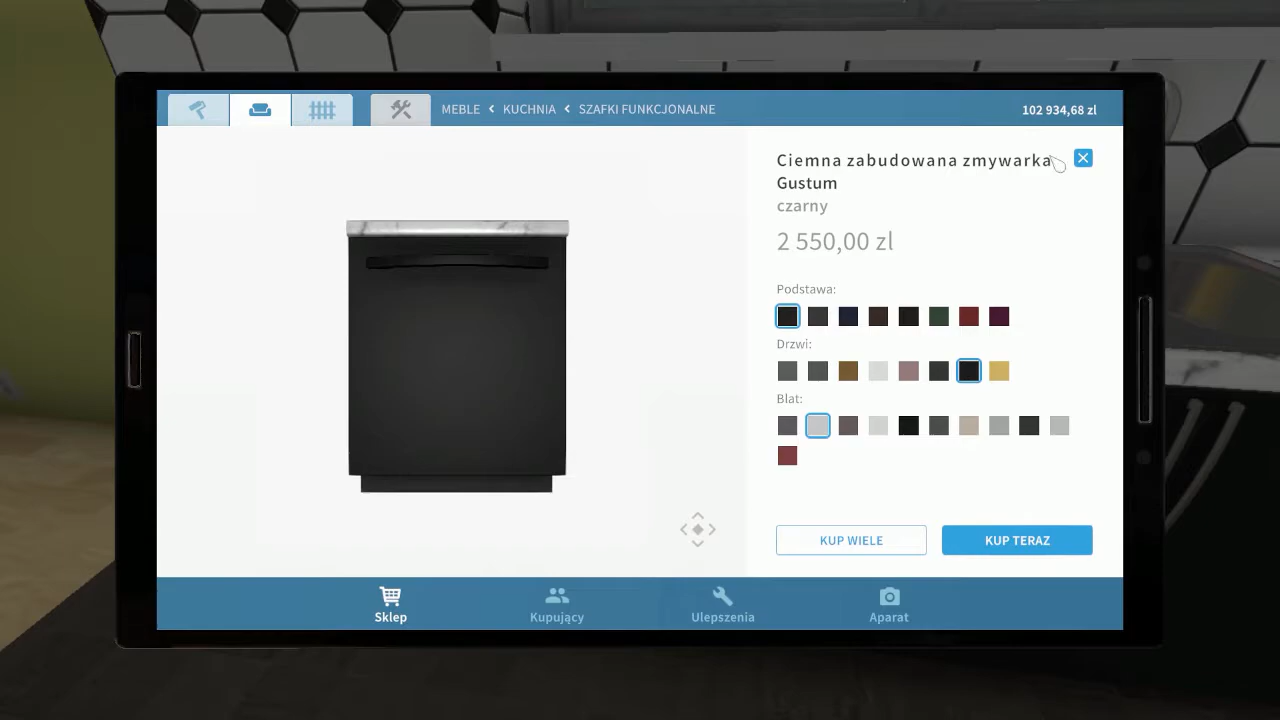 MEBLE < KUCHNIA < SZAFKI FUNKCJONALNE
102 934,68 zl
Ciemna zabudowana zmywarka
Gustum
czarny
2 550,00 zl
Podstawa:
Drzwi:
Blat:
KUP WIELE
KUP TERAZ
Sklep
Kupujący
Ulepszenia
Aparat